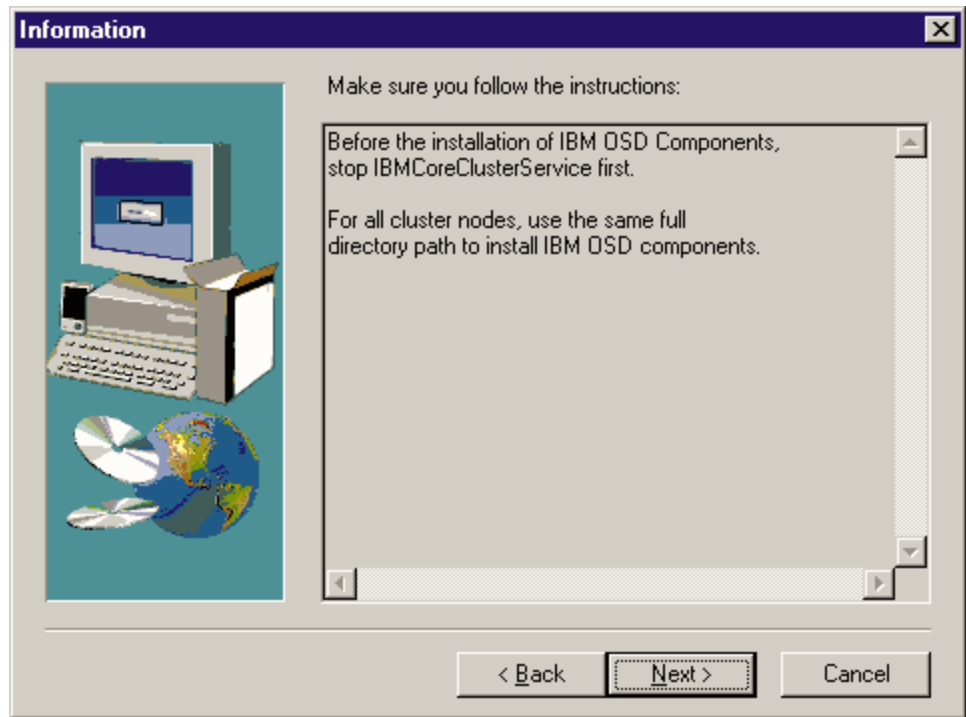 Information
Make sure you follow the instructions:
Before the installation of IBM OSD Components,
stop IBMCoreClusterService first.
For all cluster nodes, use the same full
directory path to install IBM OSD components.
< Back
Next >
Cancel